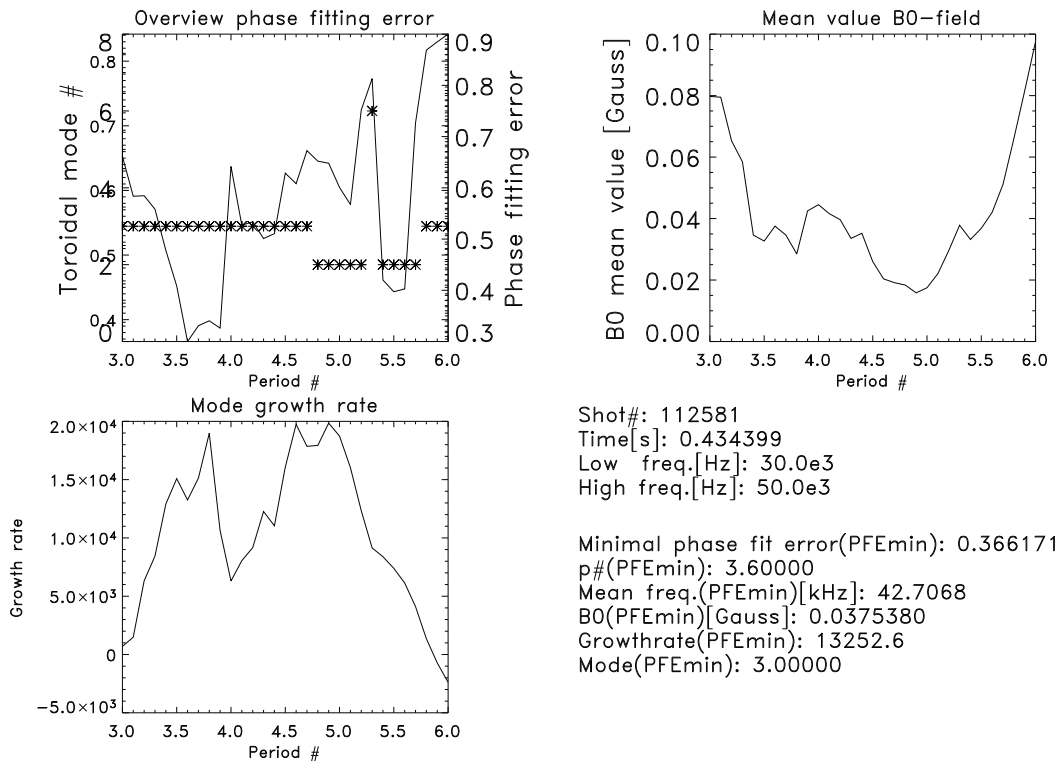 Overview phase fitting error
Toroidal mode #
8
6
4
2
0
0.8
0.7
0.6
0.5
0.4
0.9
0.8
0.7
0.6
0.5
0.4
0.3
Phase fitting error
3.0 3.5 4.0 4.5 5.0 5.5 6.0
Period #
Mean value B0-field
B0 mean value [Gauss]
0.10
0.08
0.06
0.04
0.02
0.00
3.0 3.5 4.0 4.5 5.0 5.5 6.0
Period #
Mode growth rate
Growth rate
2.0×10⁴
1.5×10⁴
1.0×10⁴
5.0×10³
0
−5.0×10³
3.0 3.5 4.0 4.5 5.0 5.5 6.0
Period #
Shot#: 112581
Time[s]: 0.434399
Low freq.[Hz]: 30.0e3
High freq.[Hz]: 50.0e3
Minimal phase fit error(PFEmin): 0.366171
p#(PFEmin): 3.60000
Mean freq.(PFEmin)[kHz]: 42.7068
B0(PFEmin)[Gauss]: 0.0375380
Growthrate(PFEmin): 13252.6
Mode(PFEmin): 3.00000